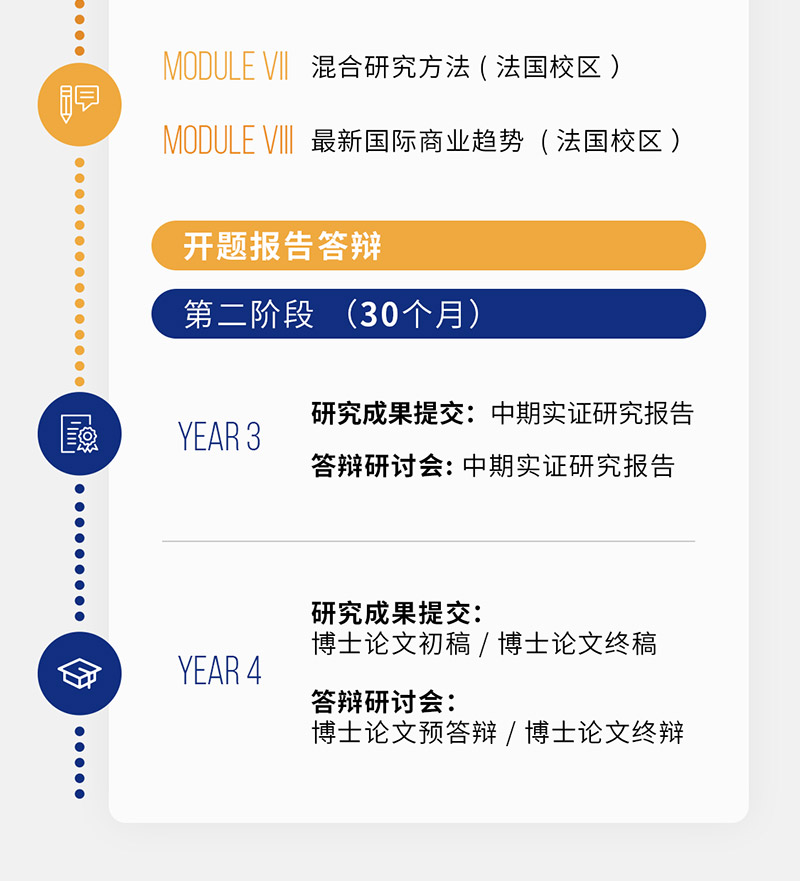 MODULE VII 混合研究方法 ( 法国校区 )
MODULE VIII 最新国际商业趋势 ( 法国校区 )
开题报告答辩
第二阶段 （30个月）
YEAR 3
研究成果提交：中期实证研究报告
答辩研讨会: 中期实证研究报告
YEAR 4
研究成果提交：
博士论文初稿 / 博士论文终稿
答辩研讨会：
博士论文预答辩 / 博士论文终辩